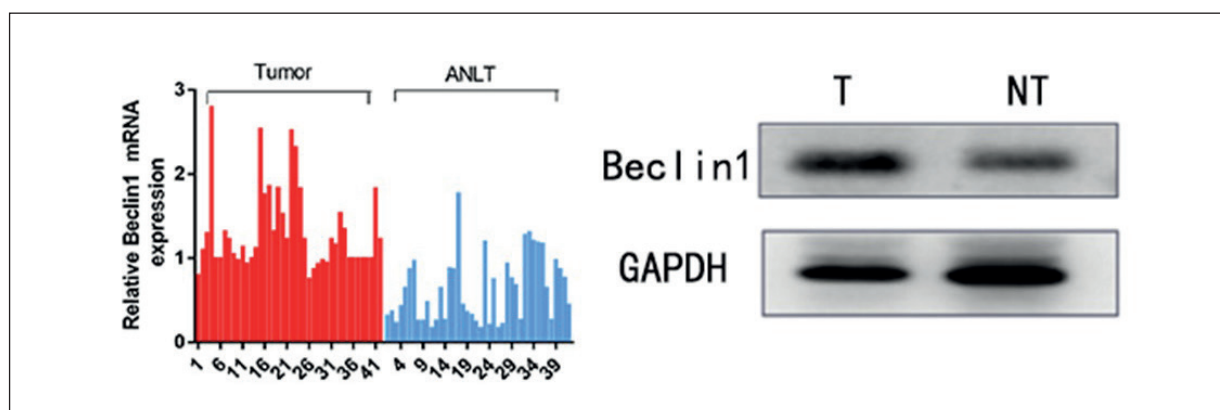 Tumor
ANLT
Relative Beclin1 mRNA
expression
3
2
1
0
1 6 11 16 21 26 31 36 41 4 9 14 19 24 29 34 39
T NT
Beclin1
GAPDH